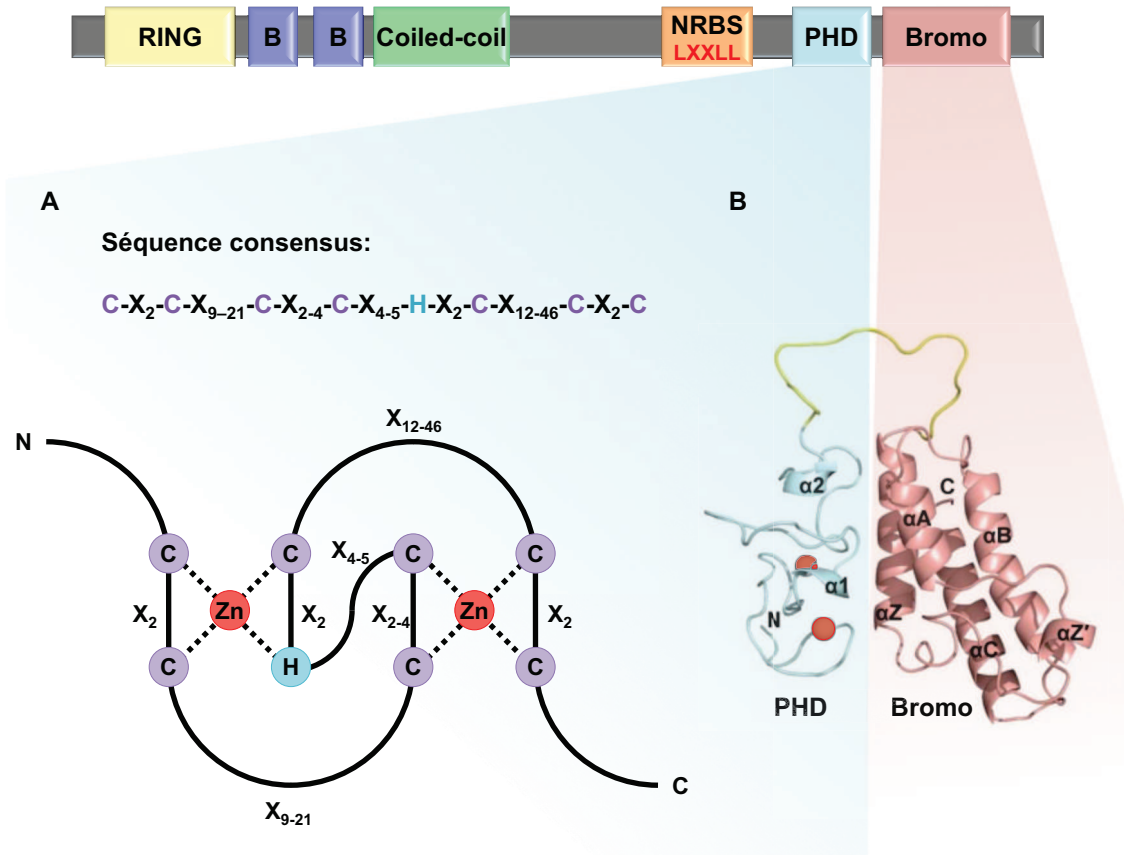 RING B B Coiled-coil NRBS PHD Bromo
LXXLL
A
B
Séquence consensus:
C-X2-C-X9–21-C-X2-4-C-X4-5-H-X2-C-X12-46-C-X2-C
X12-46
N
α2
C
αA
αB
C C X4-5 C C
α1
X2 Zn X2 X2-4 Zn X2
N
αZ
αZ'
αC
C H C C
PHD Bromo
C
X9-21